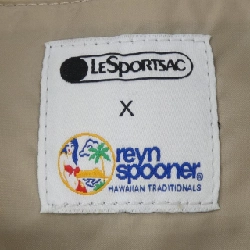 LeSportsac
X
reyn
spooner®
HAWAIIAN TRADITIONALS